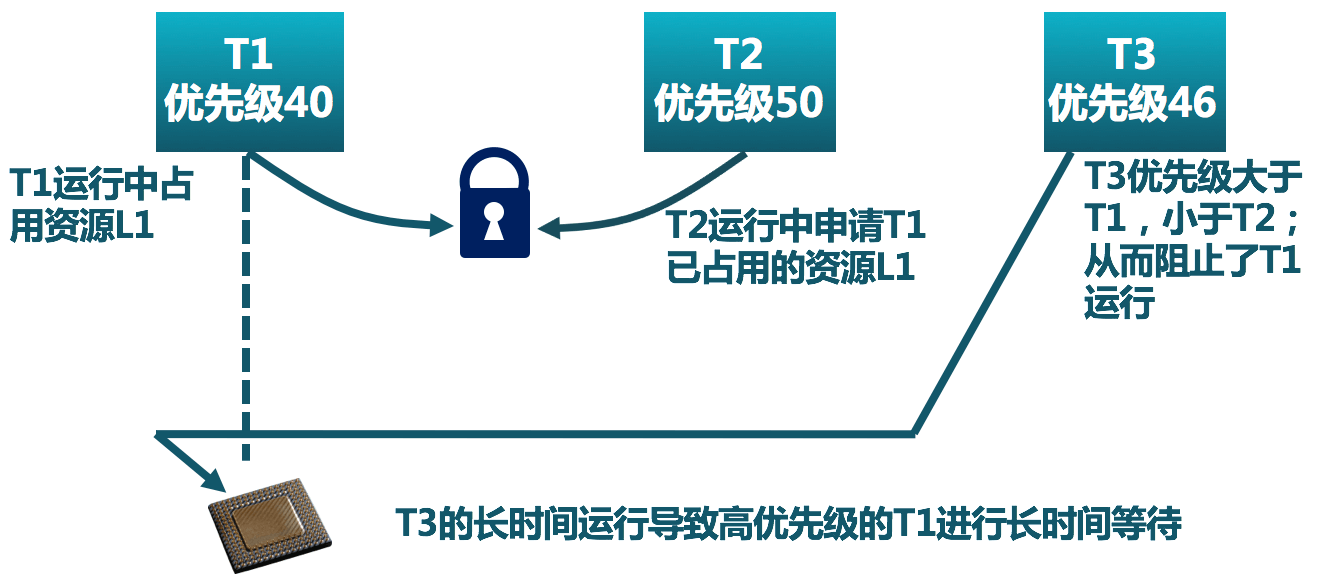 T1
优先级40
T2
优先级50
T3
优先级46
T1运行中占
用资源L1
T2运行中申请T1
已占用的资源L1
T3优先级大于
T1，小于T2；
从而阻止了T1
运行
T3的长时间运行导致高优先级的T1进行长时间等待